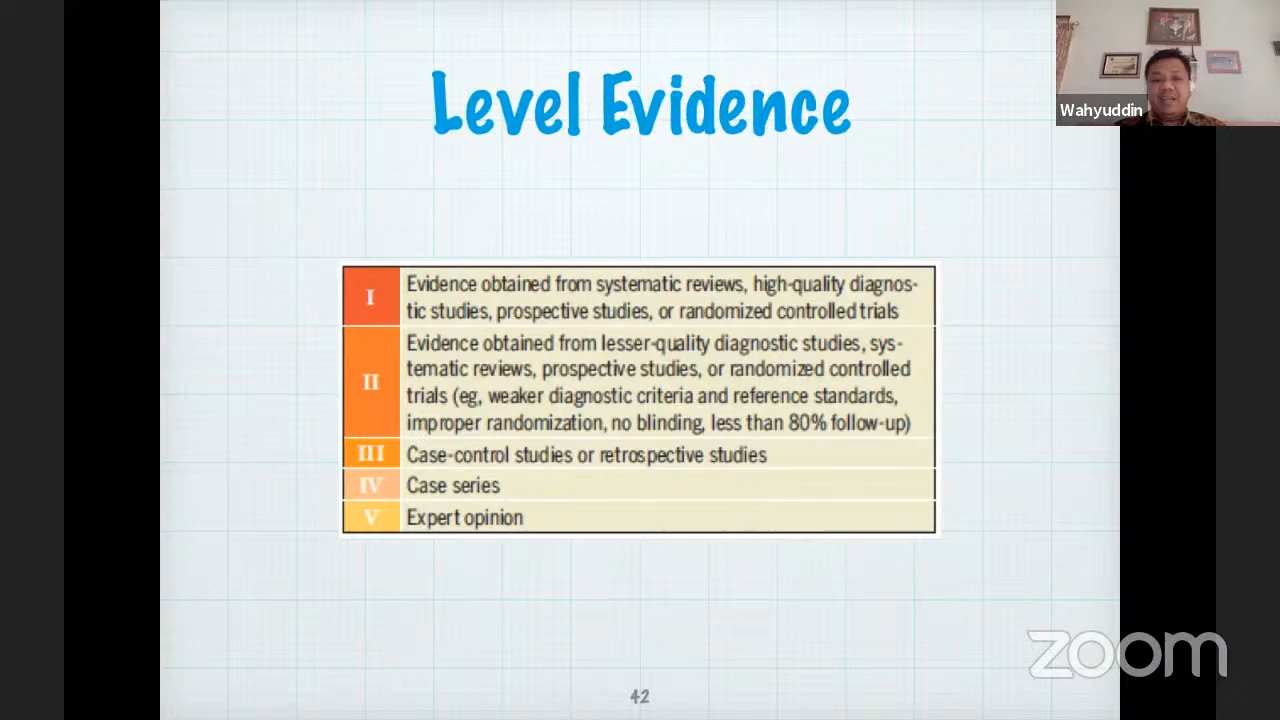 Level Evidence
Wahyuddin
I
Evidence obtained from systematic reviews, high-quality diagnos-
tic studies, prospective studies, or randomized controlled trials
II
Evidence obtained from lesser-quality diagnostic studies, sys-
tematic reviews, prospective studies, or randomized controlled
trials (eg, weaker diagnostic criteria and reference standards,
improper randomization, no blinding, less than 80% follow-up)
III
Case-control studies or retrospective studies
IV
Case series
V
Expert opinion
zoom
42